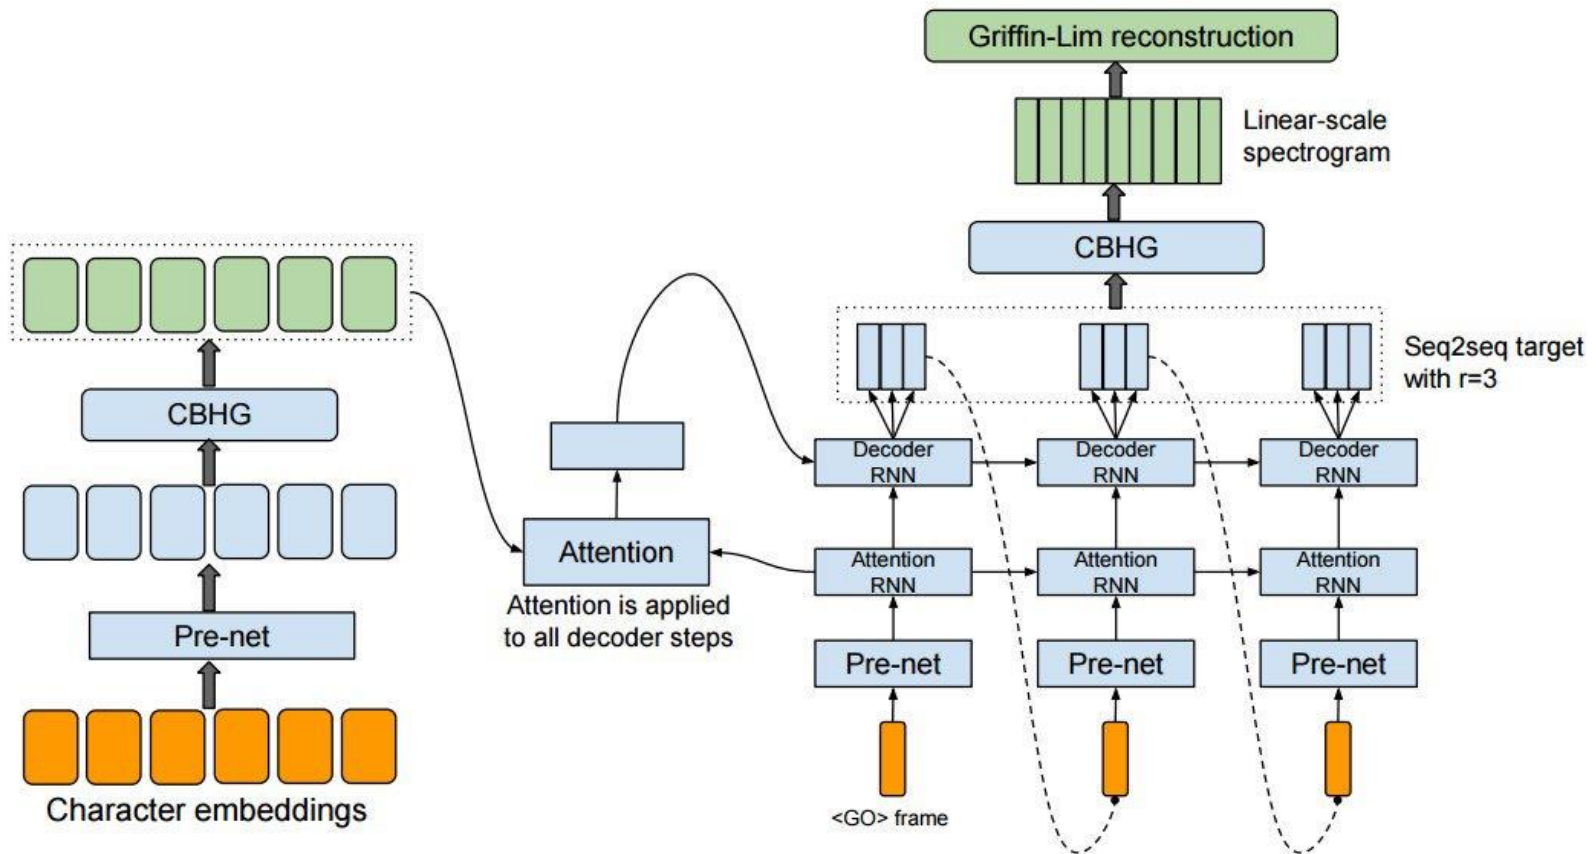 Griffin-Lim reconstruction
Linear-scale
spectrogram
CBHG
Seq2seq target
with r=3
CBHG
Pre-net
Character embeddings
Attention
Attention is applied
to all decoder steps
Decoder
RNN
Decoder
RNN
Decoder
RNN
Attention
RNN
Attention
RNN
Attention
RNN
Pre-net
Pre-net
Pre-net
<GO> frame